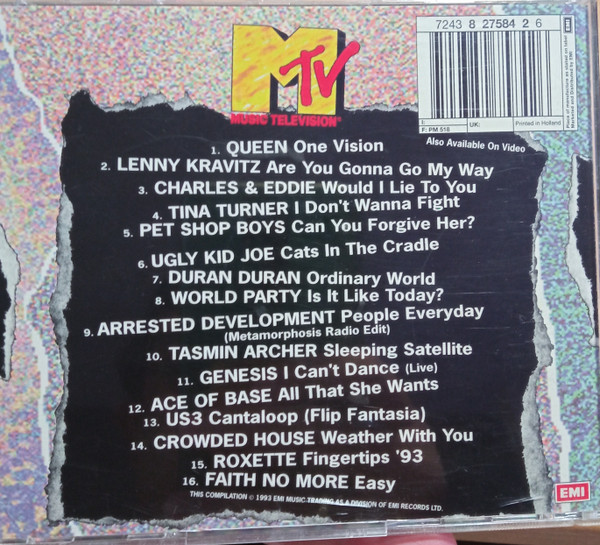 MTV
MUSIC TELEVISION®
7243 8 27584 2 6
EMI
I:
F: PM 518
UK:
Printed in Holland
Also Available On Video
1. QUEEN One Vision
2. LENNY KRAVITZ Are You Gonna Go My Way
3. CHARLES & EDDIE Would I Lie To You
4. TINA TURNER I Don't Wanna Fight
5. PET SHOP BOYS Can You Forgive Her?
6. UGLY KID JOE Cats In The Cradle
7. DURAN DURAN Ordinary World
8. WORLD PARTY Is It Like Today?
9. ARRESTED DEVELOPMENT People Everyday
(Metamorphosis Radio Edit)
10. TASMIN ARCHER Sleeping Satellite
11. GENESIS I Can't Dance (Live)
12. ACE OF BASE All That She Wants
13. US3 Cantaloop (Flip Fantasia)
14. CROWDED HOUSE Weather With You
15. ROXETTE Fingertips '93
16. FAITH NO MORE Easy
THIS COMPILATION © 1993 EMI MUSIC-TRADING AS A DIVISION OF EMI RECORDS LTD.
EMI